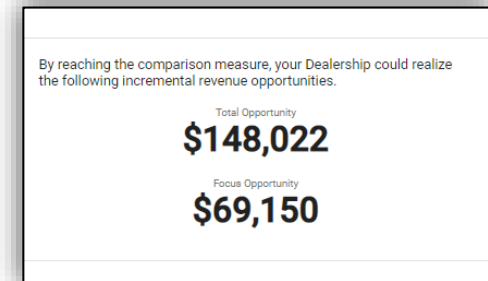 By reaching the comparison measure, your Dealership could realize
the following incremental revenue opportunities.
Total Opportunity
$148,022
Focus Opportunity
$69,150